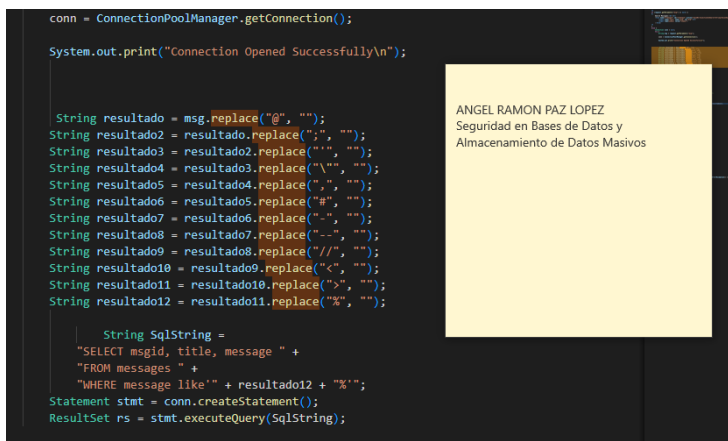 conn = ConnectionPoolManager.getConnection();
System.out.print("Connection Opened Successfully\n");
String resultado = msg.replace("@", "");
String resultado2 = resultado.replace(";", "");
String resultado3 = resultado2.replace("'", "");
String resultado4 = resultado3.replace("\"", "");
String resultado5 = resultado4.replace(",", "");
String resultado6 = resultado5.replace("#", "");
String resultado7 = resultado6.replace("-", "");
String resultado8 = resultado7.replace("--", "");
String resultado9 = resultado8.replace("//", "");
String resultado10 = resultado9.replace("<", "");
String resultado11 = resultado10.replace(">", "");
String resultado12 = resultado11.replace("%", "");
String SqlString =
"SELECT msgid, title, message " +
"FROM messages " +
"WHERE message like'" + resultado12 + "%'";
Statement stmt = conn.createStatement();
ResultSet rs = stmt.executeQuery(SqlString);
ANGEL RAMON PAZ LOPEZ
Seguridad en Bases de Datos y
Almacenamiento de Datos Masivos